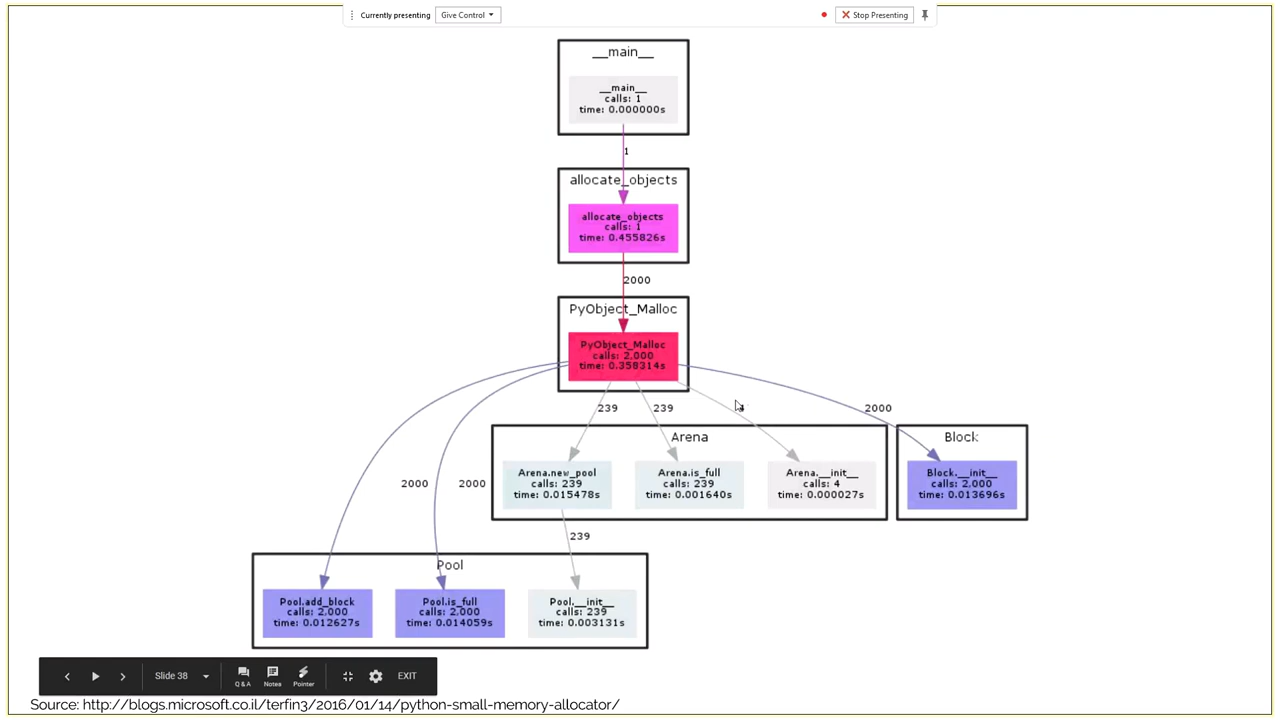 Currently presenting
Give Control
Stop Presenting
__main__
__main__
calls: 1
time: 0.000000s
1
allocate_objects
allocate_objects
calls: 1
time: 0.455826s
2000
PyObject_Malloc
PyObject_Malloc
calls: 2,000
time: 0.358314s
239
239
4
2000
Arena
Block
Arena.new_pool
calls: 239
time: 0.015478s
Arena.is_full
calls: 239
time: 0.001640s
Arena.__init__
calls: 4
time: 0.000027s
Block.__init__
calls: 2,000
time: 0.013696s
2000
2000
239
Pool
Pool.add_block
calls: 2,000
time: 0.012627s
Pool.is_full
calls: 2,000
time: 0.014059s
Pool.__init__
calls: 239
time: 0.003131s
Slide 38
Q & A
Notes
Pointer
EXIT
Source: http://blogs.microsoft.co.il/terfin3/2016/01/14/python-small-memory-allocator/